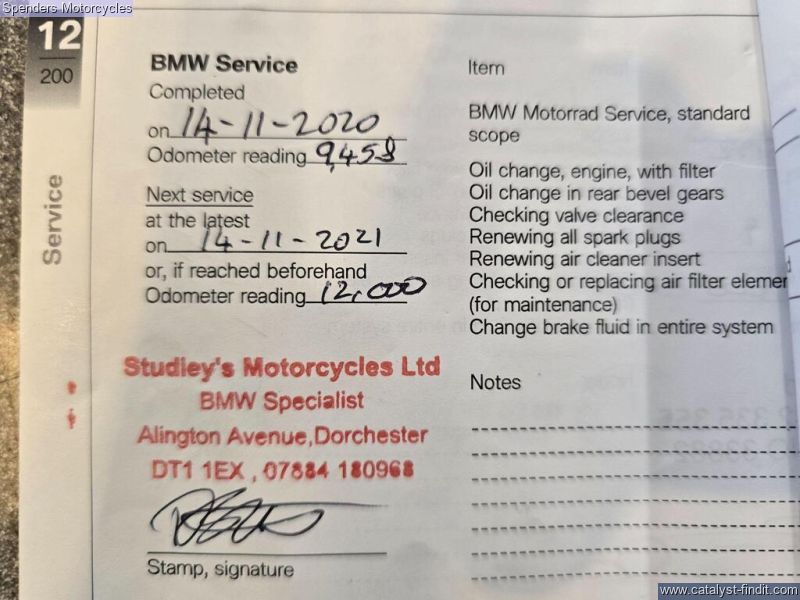 Spenders Motorcycles
12
200
Service
BMW Service
Completed
on 14-11-2020
Odometer reading 9,458
Next service
at the latest
on 14-11-2021
or, if reached beforehand
Odometer reading 12,000
Studley's Motorcycles Ltd
BMW Specialist
Alington Avenue,Dorchester
DT1 1EX , 07884 180968
Stamp, signature
Item
BMW Motorrad Service, standard
scope
Oil change, engine, with filter
Oil change in rear bevel gears
Checking valve clearance
Renewing all spark plugs
Renewing air cleaner insert
Checking or replacing air filter elemer
(for maintenance)
Change brake fluid in entire system
Notes
www.catalyst-findit.com